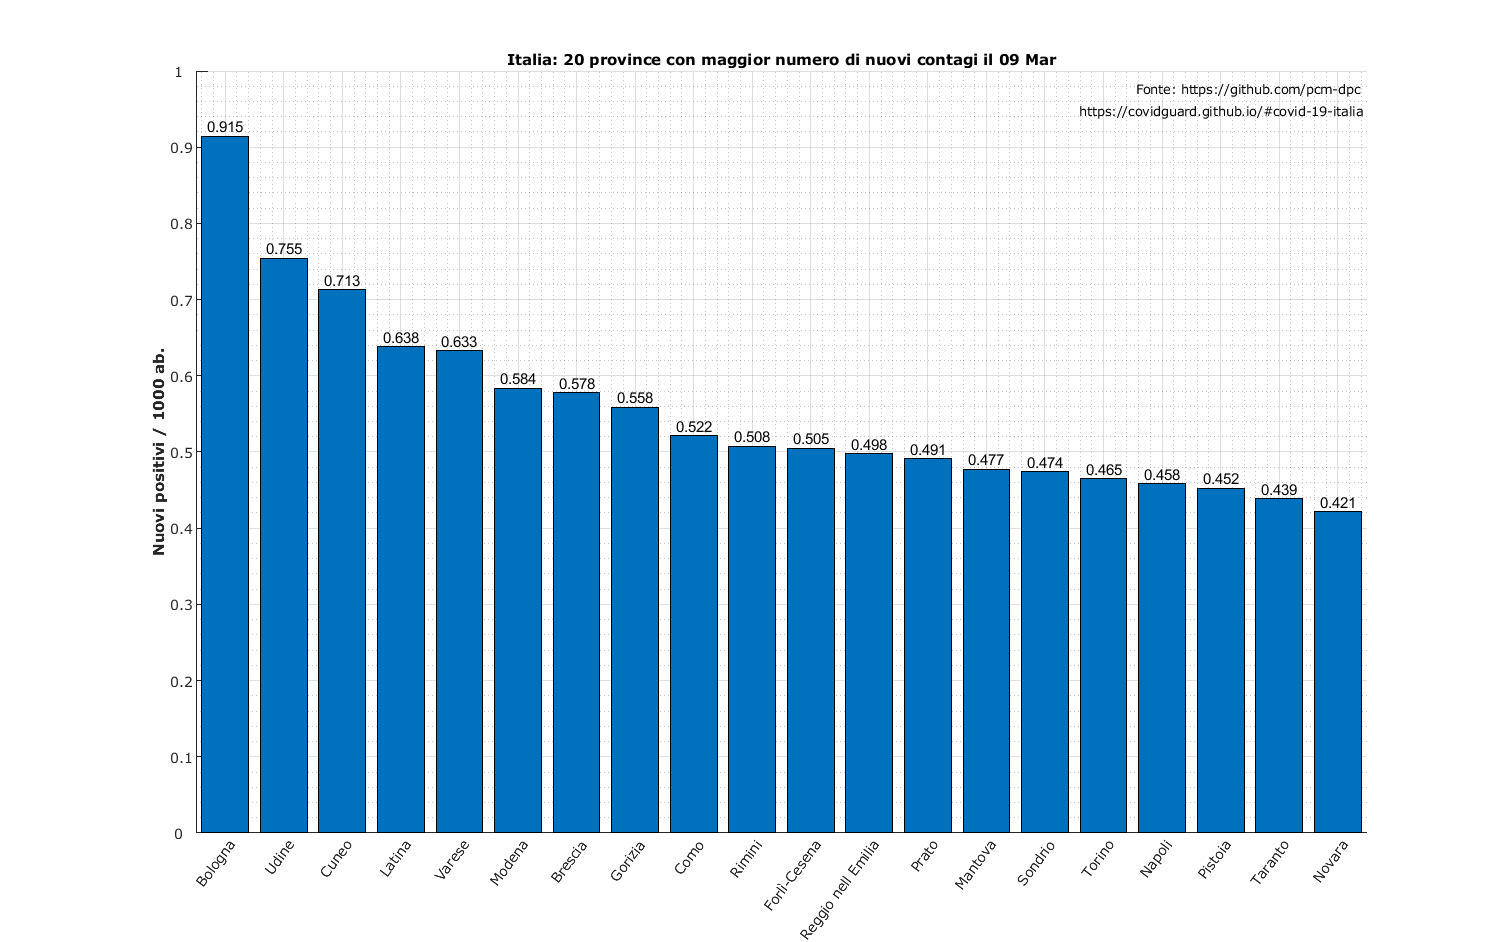 Italia: 20 province con maggior numero di nuovi contagi il 09 Mar
Fonte: https://github.com/pcm-dpc
https://covidguard.github.io/#covid-19-italia
Nuovi positivi / 1000 ab.
1
0.9
0.8
0.7
0.6
0.5
0.4
0.3
0.2
0.1
0
0.915
0.755
0.713
0.638
0.633
0.584
0.578
0.558
0.522
0.508
0.505
0.498
0.491
0.477
0.474
0.465
0.458
0.452
0.439
0.421
Bologna
Udine
Cuneo
Latina
Varese
Modena
Brescia
Gorizia
Como
Rimini
Forlì-Cesena
Reggio nell Emilia
Prato
Mantova
Sondrio
Torino
Napoli
Pistoia
Taranto
Novara